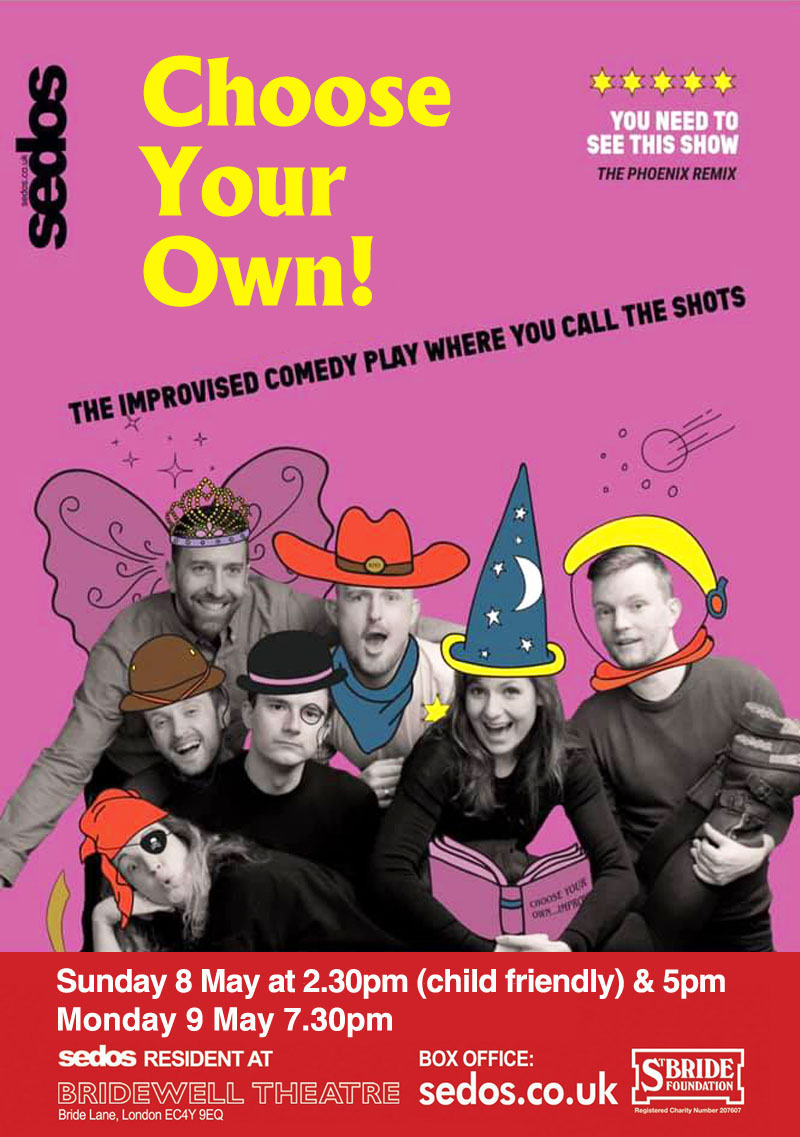 sedos
sedos.co.uk
Choose
Your
Own!
YOU NEED TO
SEE THIS SHOW
THE PHOENIX REMIX
THE IMPROVISED COMEDY PLAY WHERE YOU CALL THE SHOTS
CHOOSE YOUR
OWN...IMPRO
Sunday 8 May at 2.30pm (child friendly) & 5pm
Monday 9 May 7.30pm
sedos RESIDENT AT
BRIDEWELL THEATRE
Bride Lane, London EC4Y 9EQ
BOX OFFICE:
sedos.co.uk
ST BRIDE
FOUNDATION
Registered Charity Number 207607